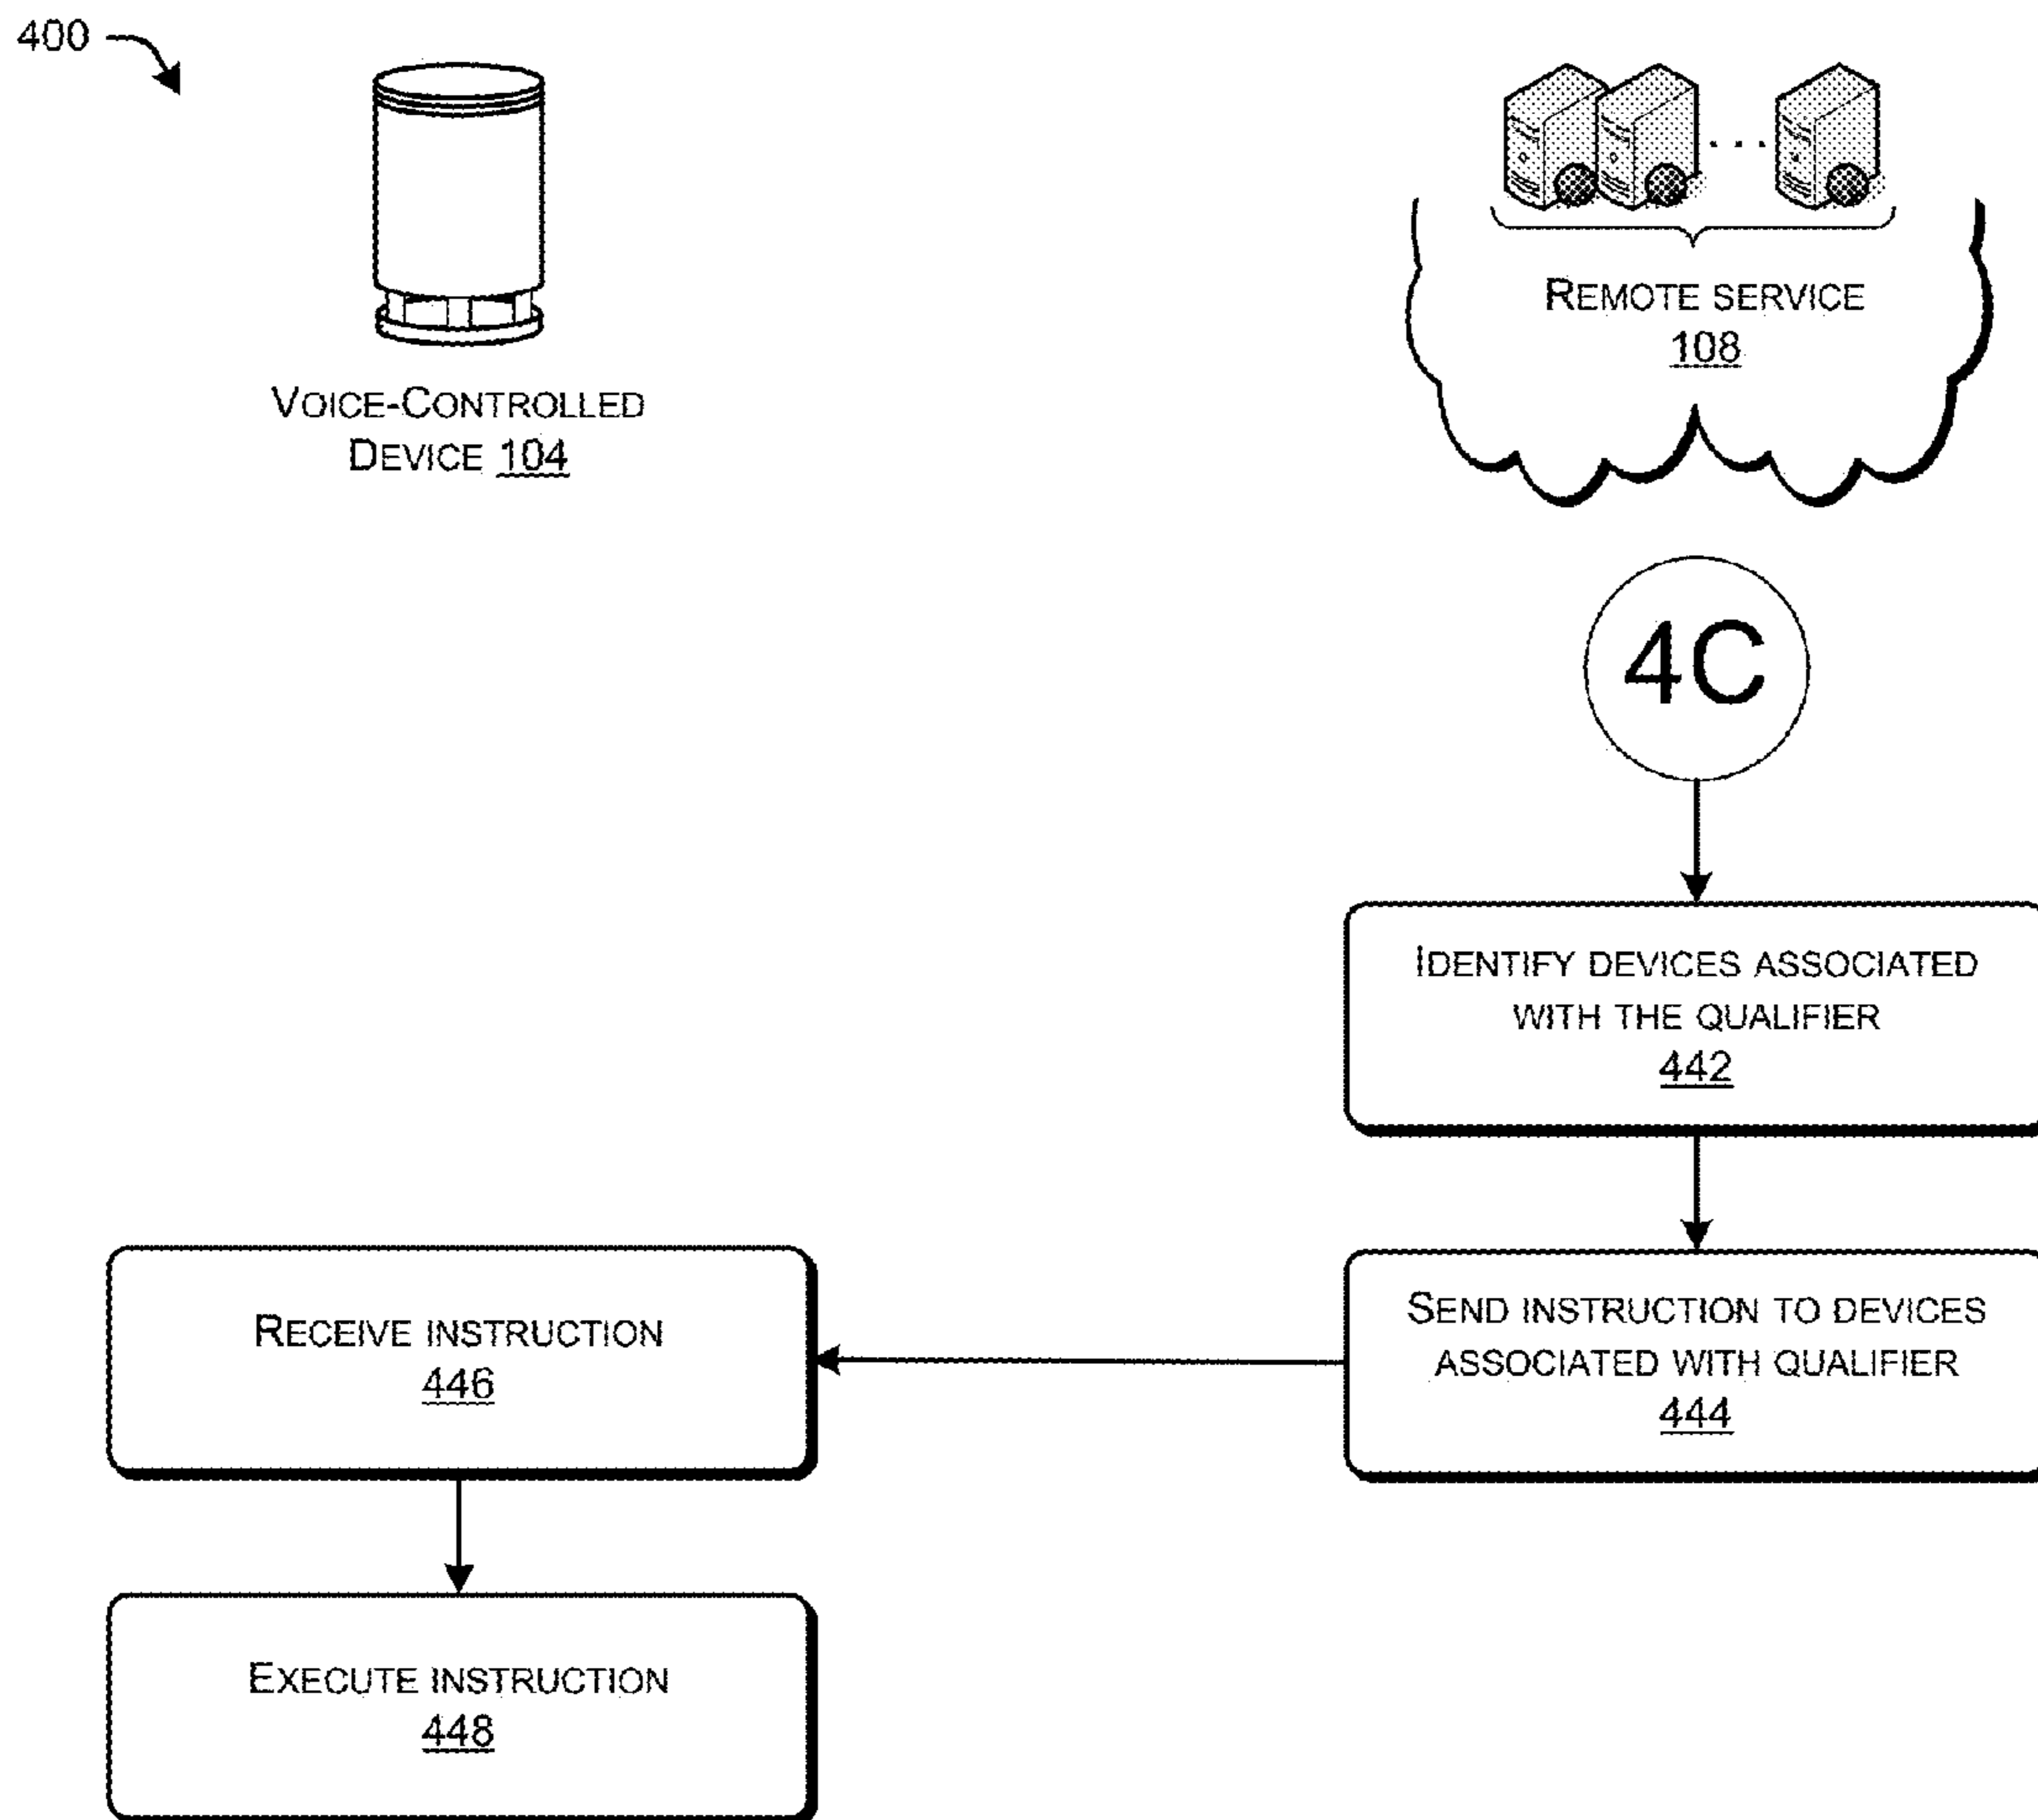 400
VOICE-CONTROLLED
DEVICE 104
REMOTE SERVICE
108
4C
IDENTIFY DEVICES ASSOCIATED
WITH THE QUALIFIER
442
SEND INSTRUCTION TO DEVICES
ASSOCIATED WITH QUALIFIER
444
RECEIVE INSTRUCTION
446
EXECUTE INSTRUCTION
448